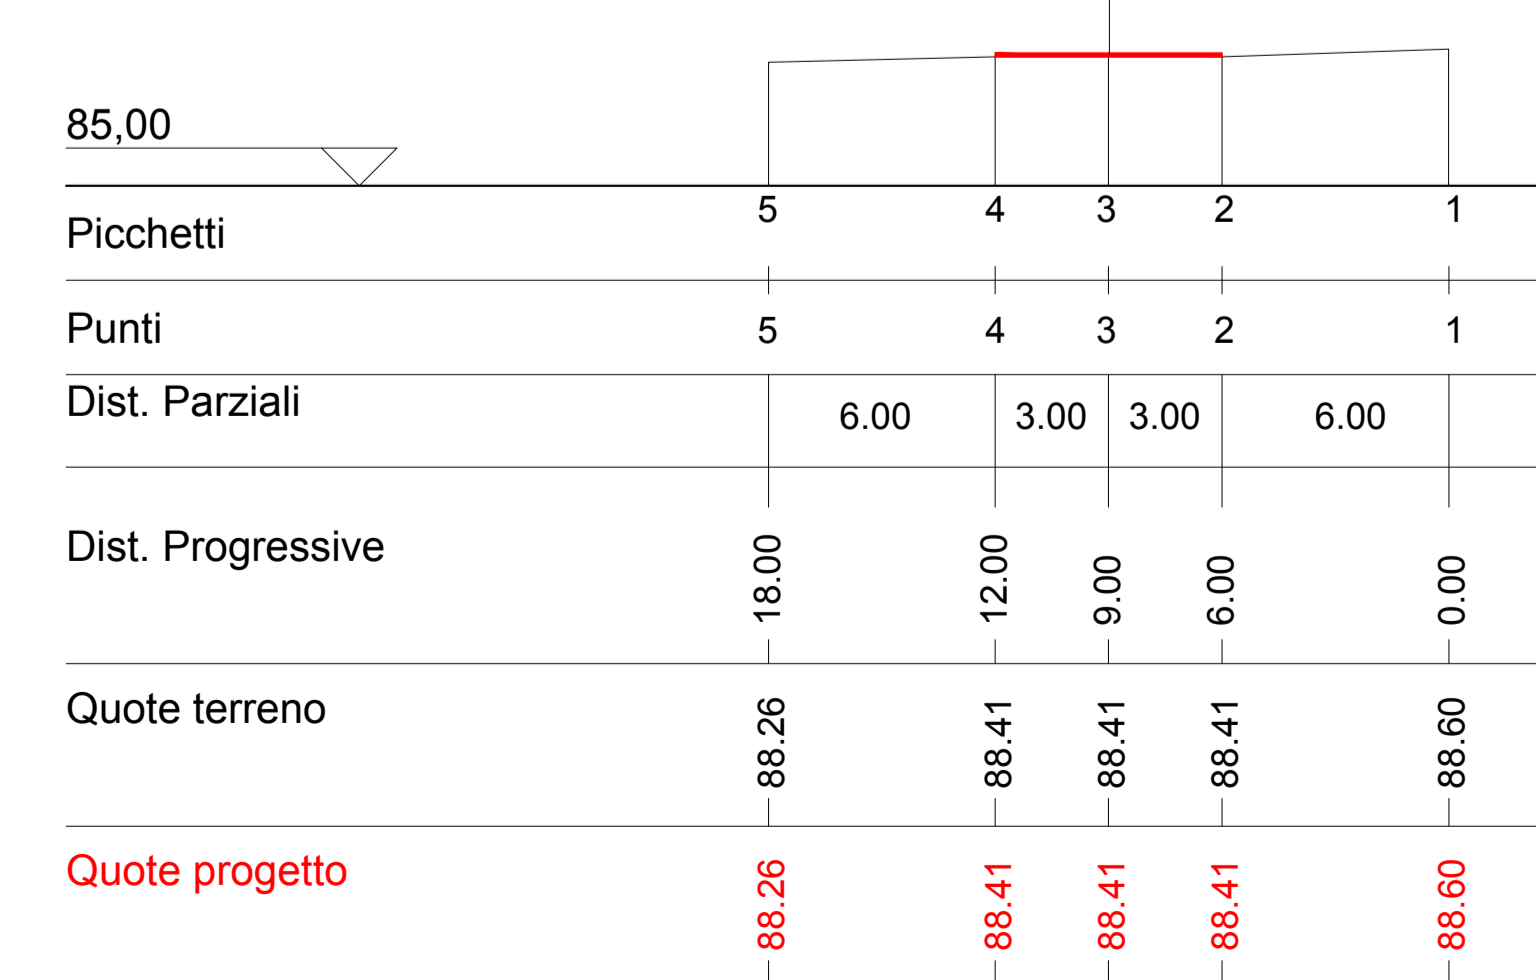 85,00
Picchetti 5 4 3 2 1
Punti 5 4 3 2 1
Dist. Parziali 6.00 3.00 3.00 6.00
Dist. Progressive 18.00 12.00 9.00 6.00 0.00
Quote terreno 88.26 88.41 88.41 88.41 88.60
Quote progetto 88.26 88.41 88.41 88.41 88.60